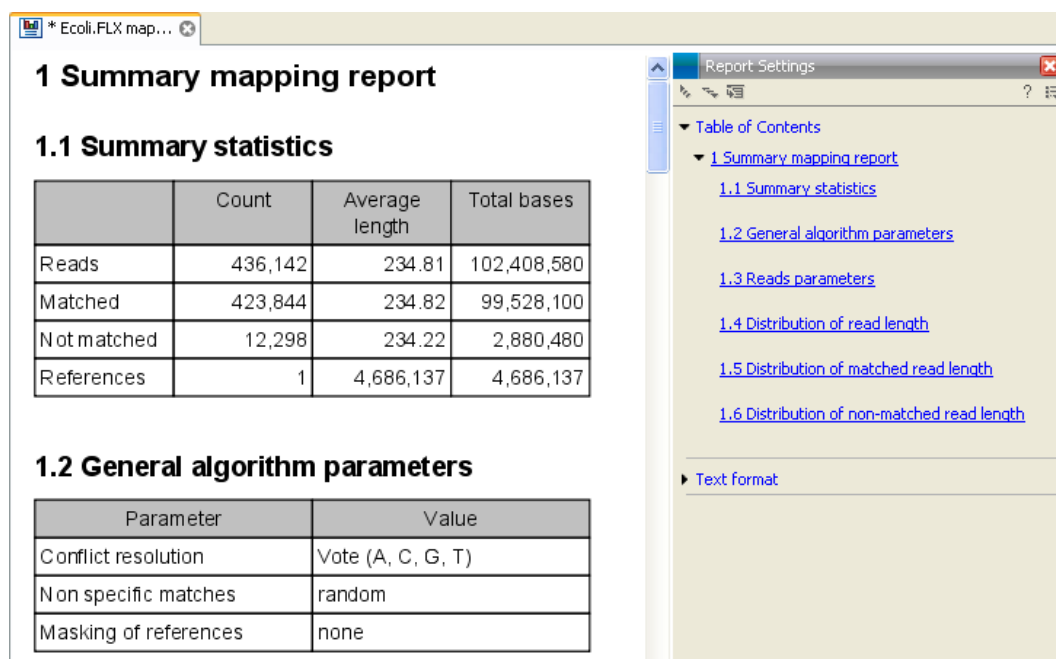 * Ecoli.FLX map...
1 Summary mapping report
1.1 Summary statistics
Count Average length Total bases
Reads 436,142 234.81 102,408,580
Matched 423,844 234.82 99,528,100
Not matched 12,298 234.22 2,880,480
References 1 4,686,137 4,686,137
1.2 General algorithm parameters
Parameter Value
Conflict resolution Vote (A, C, G, T)
Non specific matches random
Masking of references none
Report Settings
?
Table of Contents
1 Summary mapping report
1.1 Summary statistics
1.2 General algorithm parameters
1.3 Reads parameters
1.4 Distribution of read length
1.5 Distribution of matched read length
1.6 Distribution of non-matched read length
Text format